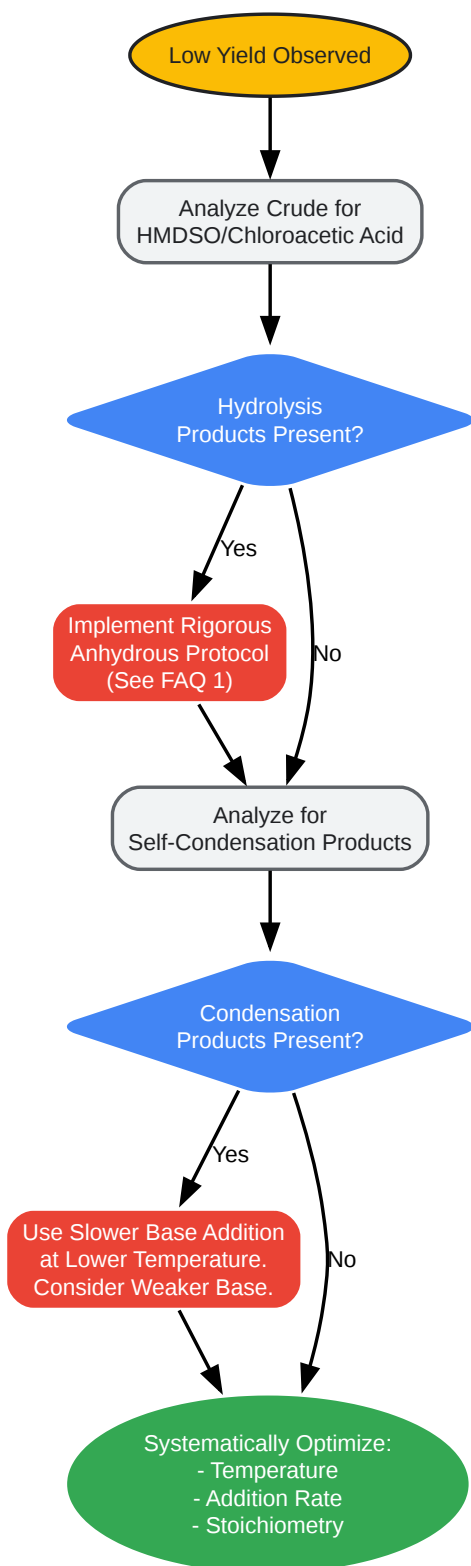 Low Yield Observed
Analyze Crude for
HMDSO/Chloroacetic Acid
Hydrolysis
Products Present?
Yes
Implement Rigorous
Anhydrous Protocol
(See FAQ 1)
No
Analyze for
Self-Condensation Products
Condensation
Products Present?
Yes
Use Slower Base Addition
at Lower Temperature.
Consider Weaker Base.
No
Systematically Optimize:
- Temperature
- Addition Rate
- Stoichiometry